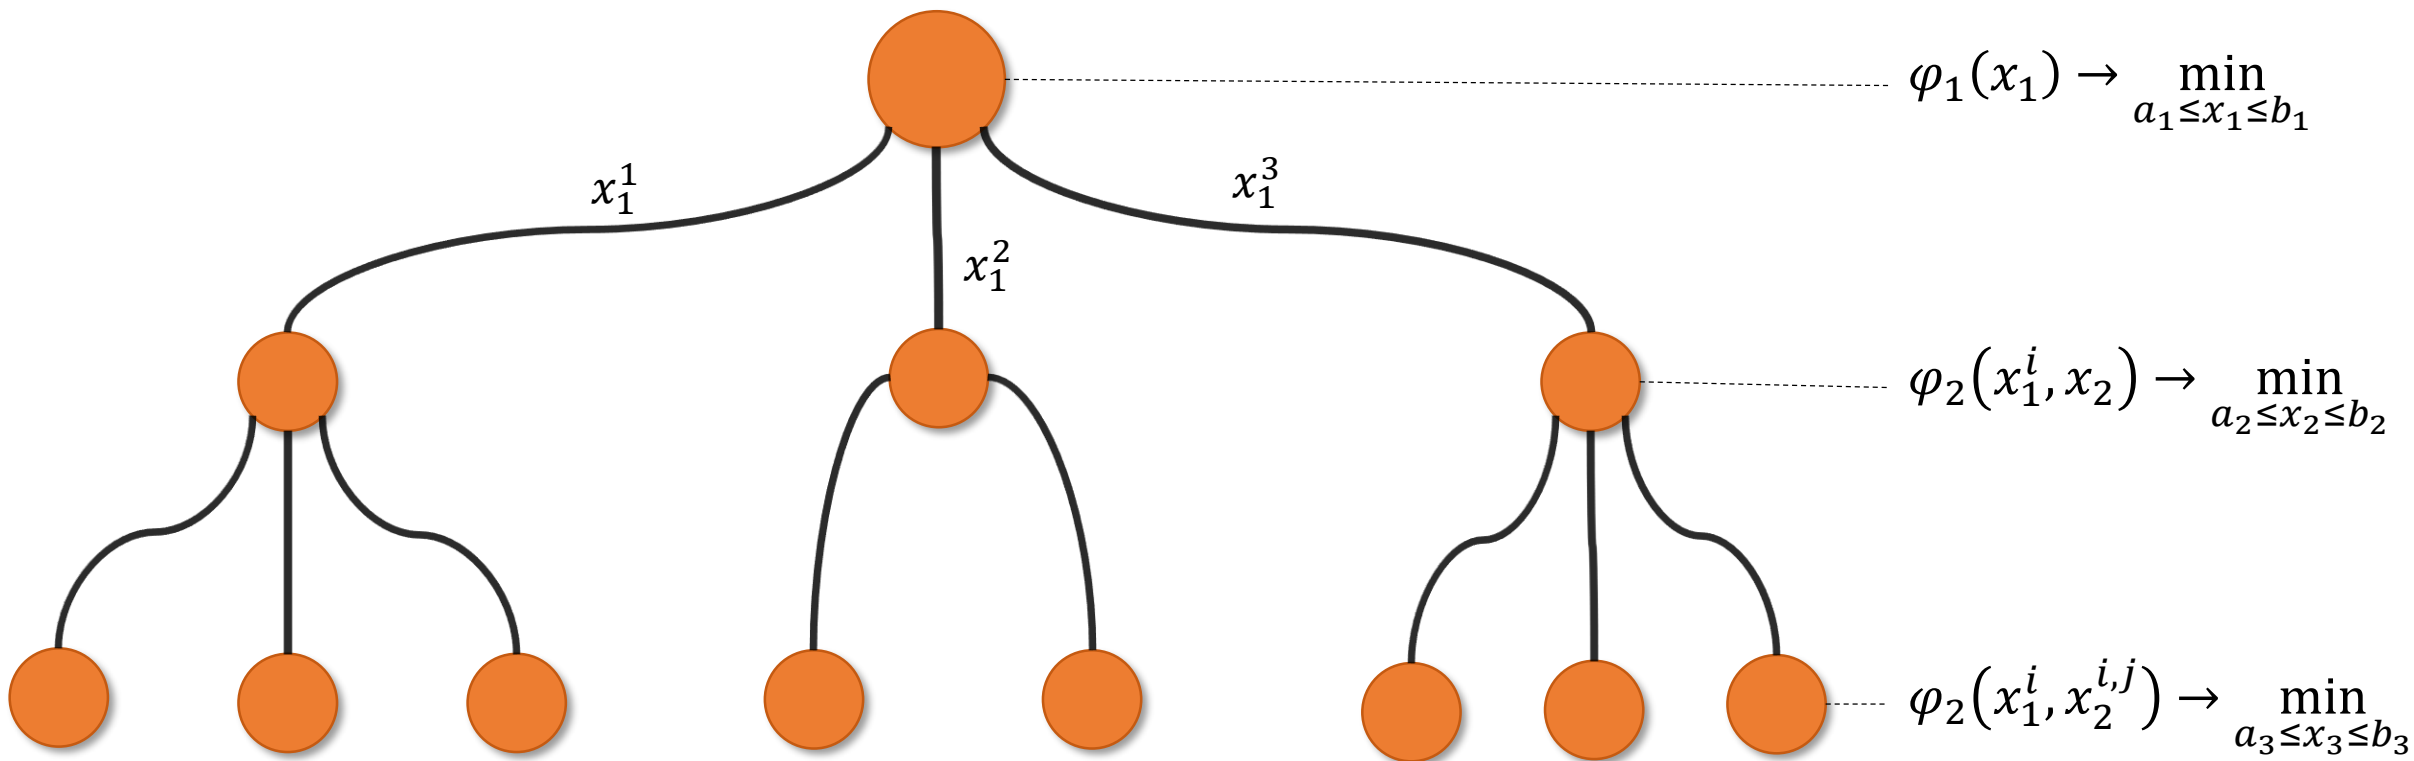 φ₁(x₁) → min
a₁≤x₁≤b₁
x₁¹
x₁³
x₁²
φ₂(x₁ⁱ, x₂) → min
a₂≤x₂≤b₂
φ₂(x₁ⁱ, x₂ⁱ,ʲ) → min
a₃≤x₃≤b₃